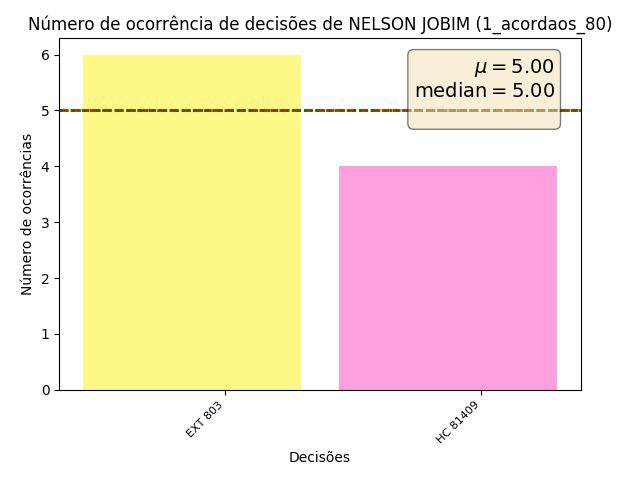 Número de ocorrência de decisões de NELSON JOBIM (1_acordaos_80)
μ = 5.00
median = 5.00
Número de ocorrências
6
5
4
3
2
1
0
EXT 803
HC 81409
Decisões